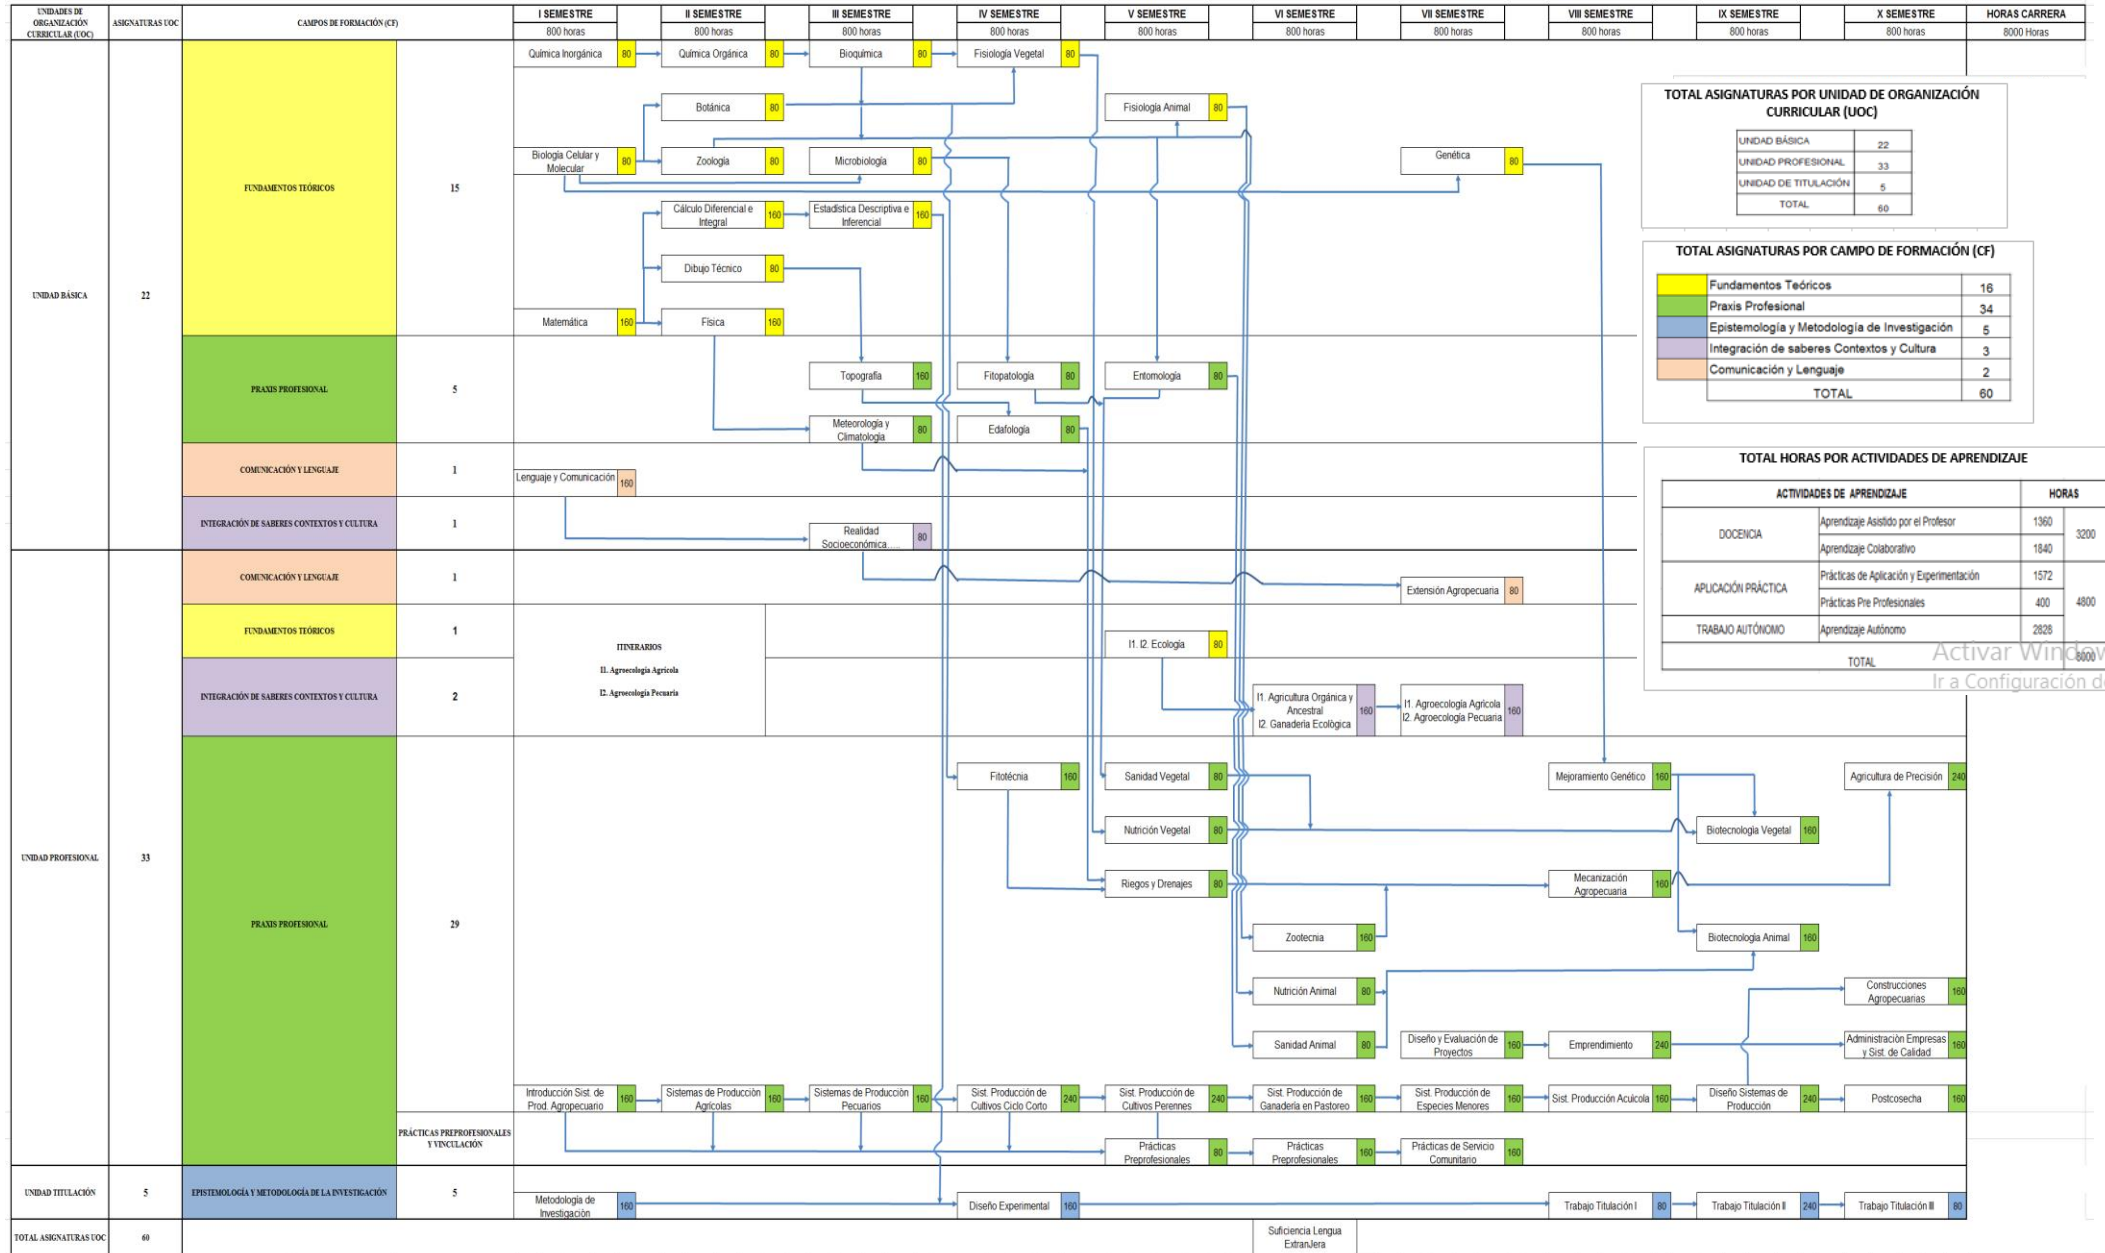 UNIDADES DE
ORGANIZACIÓN
CURRICULAR (UOC)
ASIGNATURAS UOC
CAMPOS DE FORMACIÓN (CF)
I SEMESTRE
800 horas
II SEMESTRE
800 horas
III SEMESTRE
800 horas
IV SEMESTRE
800 horas
V SEMESTRE
800 horas
VI SEMESTRE
800 horas
VII SEMESTRE
800 horas
VIII SEMESTRE
800 horas
IX SEMESTRE
800 horas
X SEMESTRE
800 horas
HORAS CARRERA
8000 Horas
UNIDAD BÁSICA
22
FUNDAMENTOS TEÓRICOS
15
Química Inorgánica 80
Química Orgánica 80
Bioquímica 80
Fisiología Vegetal 80
Botánica 80
Fisiología Animal 80
Biología Celular y
Molecular 80
Zoología 80
Microbiología 80
Genética 80
Cálculo Diferencial e
Integral 160
Estadística Descriptiva e
Inferencial 160
Dibujo Técnico 80
Matemática 160
Física 160
PRAXIS PROFESIONAL
5
Topografía 160
Fitopatología 80
Entomología 80
Meteorología y
Climatología 80
Edafología 80
COMUNICACIÓN Y LENGUAJE
1
Lenguaje y Comunicación 160
INTEGRACIÓN DE SABERES CONTEXTOS Y CULTURA
1
Realidad
Socioeconómica..... 80
UNIDAD PROFESIONAL
33
COMUNICACIÓN Y LENGUAJE
1
Extensión Agropecuaria 80
FUNDAMENTOS TEÓRICOS
1
ITINERARIOS
I1. Agroecología Agrícola
I2. Agroecología Pecuaria
I1. I2. Ecología 80
INTEGRACIÓN DE SABERES CONTEXTOS Y CULTURA
2
I1. Agricultura Orgánica y
Ancestral
I2. Ganadería Ecològica 160
I1. Agroecología Agrícola
I2. Agroecología Pecuaria 160
PRAXIS PROFESIONAL
29
Fitotécnia 160
Sanidad Vegetal 80
Mejoramiento Genético 160
Agricultura de Precisión 240
Nutrición Vegetal 80
Biotecnología Vegetal 160
Riegos y Drenajes 80
Mecanización
Agropecuaria 160
Zootecnia 160
Biotecnología Animal 160
Nutrición Animal 80
Construcciones
Agropecuarias 160
Sanidad Animal 80
Diseño y Evaluación de
Proyectos 160
Emprendimiento 240
Administraciòn Empresas
y Sist. de Calidad 160
Introducción Sist. de
Prod. Agropecuario 160
Sistemas de Producciòn
Agrícolas 160
Sistemas de Producciòn
Pecuarios 160
Sist. Producción de
Cultivos Ciclo Corto 240
Sist. Producción de
Cultivos Perennes 240
Sist. Producción de
Ganadería en Pastoreo 160
Sist. Producción de
Especies Menores 160
Sist. Producción Acuícola 160
Diseño Sistemas de
Producción 240
Postcosecha 160
PRÁCTICAS PREPROFESIONALES
Y VINCULACIÓN
Prácticas
Preprofesionales 80
Prácticas
Preprofesionales 160
Prácticas de Servicio
Comunitario 160
UNIDAD TITULACIÓN
5
EPISTEMOLOGÍA Y METODOLOGÍA DE LA INVESTIGACIÓN
5
Metodología de
Investigación 160
Diseño Experimental 160
Trabajo Titulación I 80
Trabajo Titulación II 240
Trabajo Titulación III 80
TOTAL ASIGNATURAS UOC
60
Suficiencia Lengua
ExtranJera
TOTAL ASIGNATURAS POR UNIDAD DE ORGANIZACIÓN
CURRICULAR (UOC)
UNDAD BÁSICA 22
UNIDAD PROFESIONAL 33
UNIDAD DE TITULACIÓN 5
TOTAL 60
TOTAL ASIGNATURAS POR CAMPO DE FORMACIÓN (CF)
Fundamentos Teóricos 16
Praxis Profesional 34
Epistemología y Metodología de Investigación 5
Integración de saberes Contextos y Cultura 3
Comunicación y Lenguaje 2
TOTAL 60
TOTAL HORAS POR ACTIVIDADES DE APRENDIZAJE
ACTIVIDADES DE APRENDIZAJE HORAS
DOCENCIA
Aprendizaje Asistido por el Profesor 1360
Aprendizaje Colaborativo 1840
3200
APLICACIÓN PRÁCTICA
Prácticas de Aplicación y Experimentación 1572
Prácticas Pre Profesionales 400
4800
TRABAJO AUTÓNOMO
Aprendizaje Autónomo 2828
TOTAL 8000
Activar Window
Ir a Configuración de